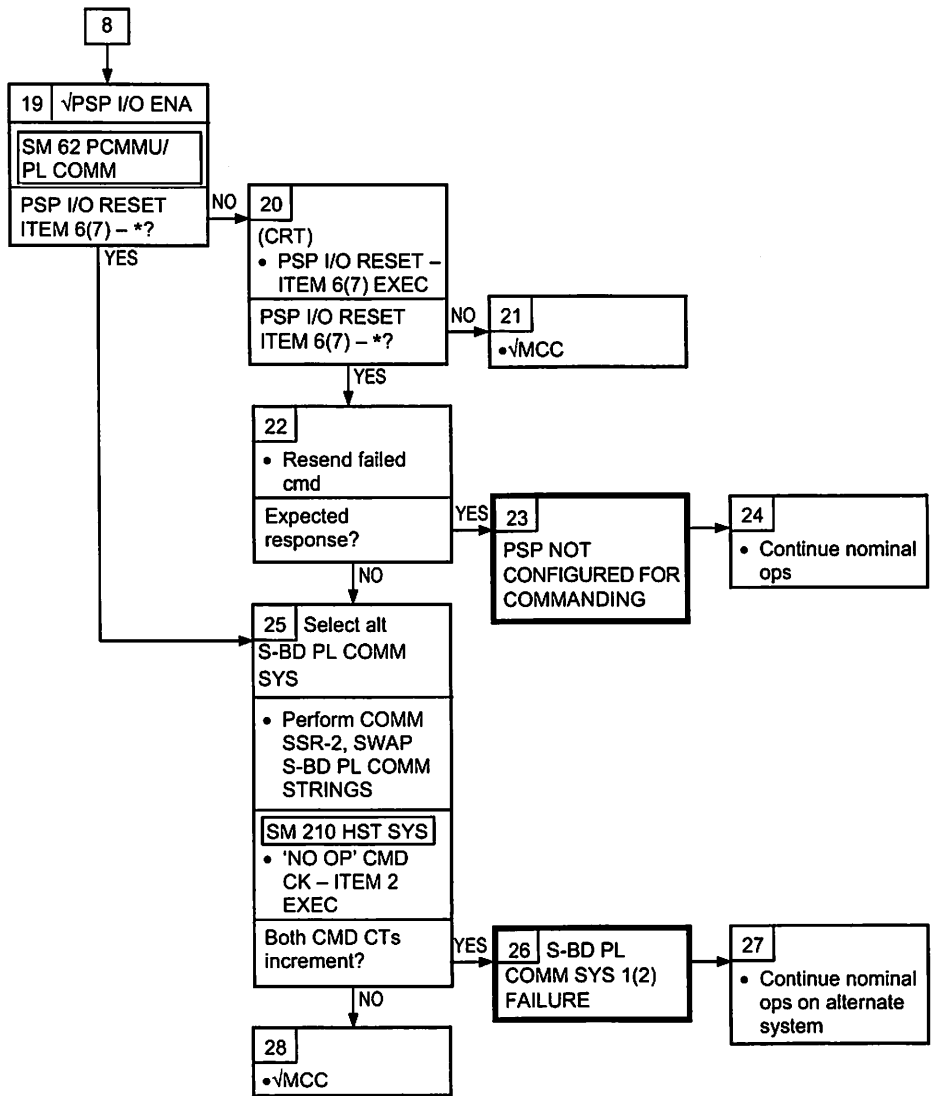 8
19 √PSP I/O ENA
SM 62 PCMMU/
PL COMM
PSP I/O RESET
ITEM 6(7) – *?
NO
YES
20
(CRT)
• PSP I/O RESET –
ITEM 6(7) EXEC
PSP I/O RESET
ITEM 6(7) – *?
NO
YES
21
•√MCC
22
• Resend failed
cmd
Expected
response?
YES
NO
23
PSP NOT
CONFIGURED FOR
COMMANDING
24
• Continue nominal
ops
25 Select alt
S-BD PL COMM
SYS
• Perform COMM
SSR-2, SWAP
S-BD PL COMM
STRINGS
SM 210 HST SYS
• 'NO OP' CMD
CK – ITEM 2
EXEC
Both CMD CTs
increment?
YES
NO
26 S-BD PL
COMM SYS 1(2)
FAILURE
27
• Continue nominal
ops on alternate
system
28
•√MCC